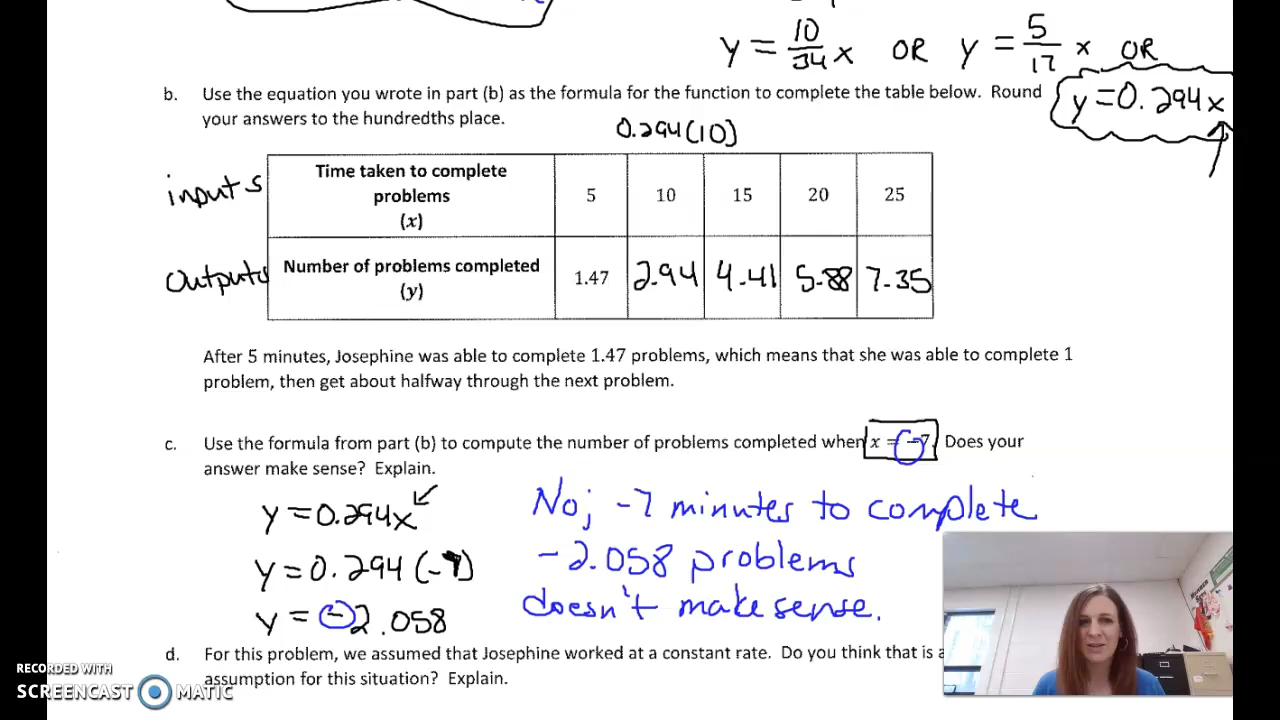 y = 10/34 x OR y = 5/17 x OR
y = 0.294x
b. Use the equation you wrote in part (b) as the formula for the function to complete the table below. Round
your answers to the hundredths place.
0.294(10)
inputs
Time taken to complete
problems
(x)
5 10 15 20 25
outputs
Number of problems completed
(y)
1.47 2.94 4.41 5.88 7.35
After 5 minutes, Josephine was able to complete 1.47 problems, which means that she was able to complete 1
problem, then get about halfway through the next problem.
c. Use the formula from part (b) to compute the number of problems completed when x = −7. Does your
answer make sense? Explain.
y = 0.294x
y = 0.294(-7)
y = -2.058
No; -7 minutes to complete
-2.058 problems
doesn't make sense.
d. For this problem, we assumed that Josephine worked at a constant rate. Do you think that is a
assumption for this situation? Explain.
RECORDED WITH
SCREENCAST MATIC